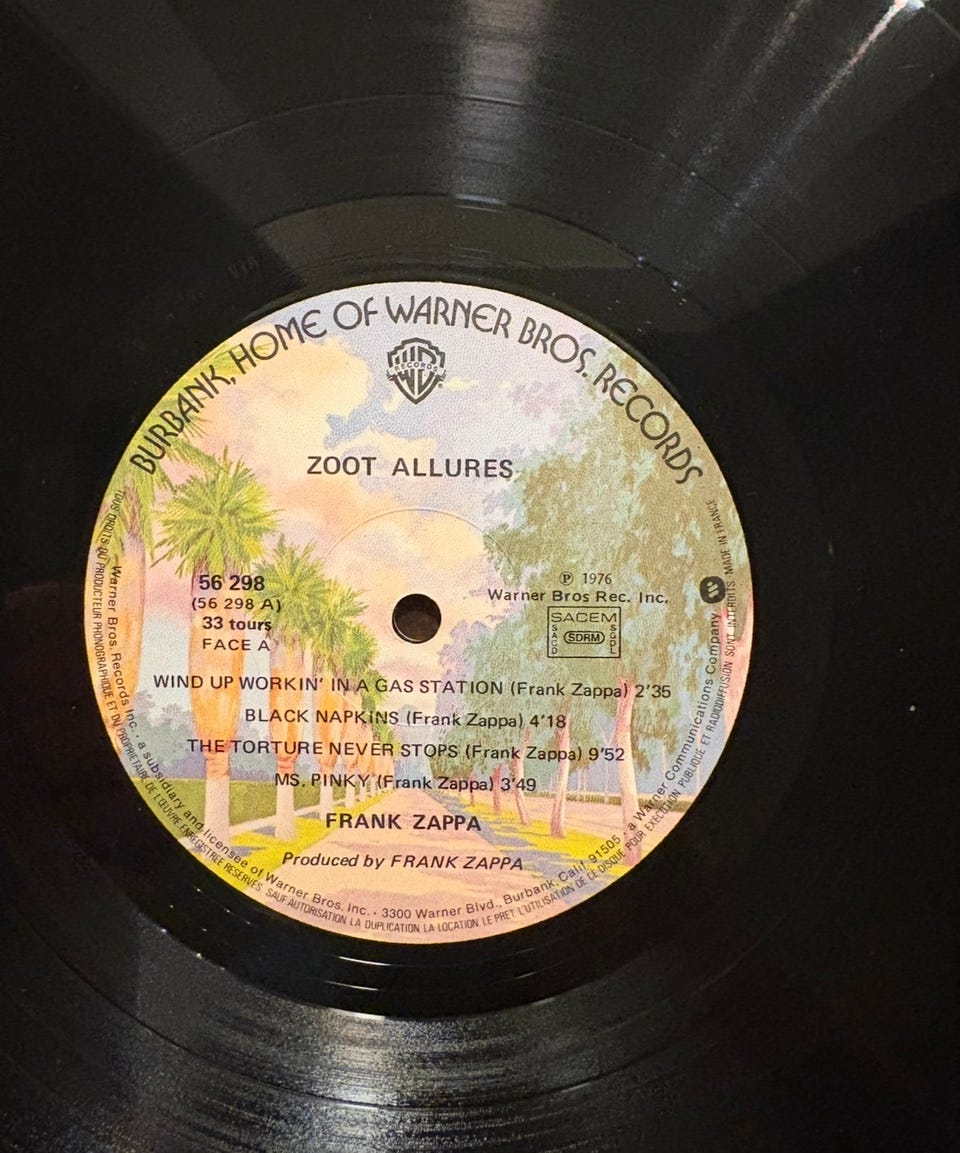 BURBANK, HOME OF WARNER BROS. RECORDS
RECORDS
ZOOT ALLURES
56 298
(56 298 A)
33 tours
FACE A
℗ 1976
Warner Bros Rec. Inc.
SACEM
SACD
SDRM
SGDL
WIND UP WORKIN' IN A GAS STATION (Frank Zappa) 2'35
BLACK NAPKINS (Frank Zappa) 4'18
THE TORTURE NEVER STOPS (Frank Zappa) 9'52
MS. PINKY (Frank Zappa) 3'49
FRANK ZAPPA
Produced by FRANK ZAPPA
Warner Bros. Records Inc. · a subsidiary and licensee of Warner Bros. Inc. · 3300 Warner Blvd., Burbank, Calif. 91505 · a Warner Communications Company
TOUS DROITS DU PRODUCTEUR PHONOGRAPHIQUE ET DU PROPRIETAIRE DE L'ŒUVRE ENREGISTREE RESERVES. SAUF AUTORISATION LA DUPLICATION, LA LOCATION, LE PRET, L'UTILISATION DE CE DISQUE POUR EXECUTION PUBLIQUE ET RADIODIFFUSION SONT INTERDITS. MADE IN FRANCE